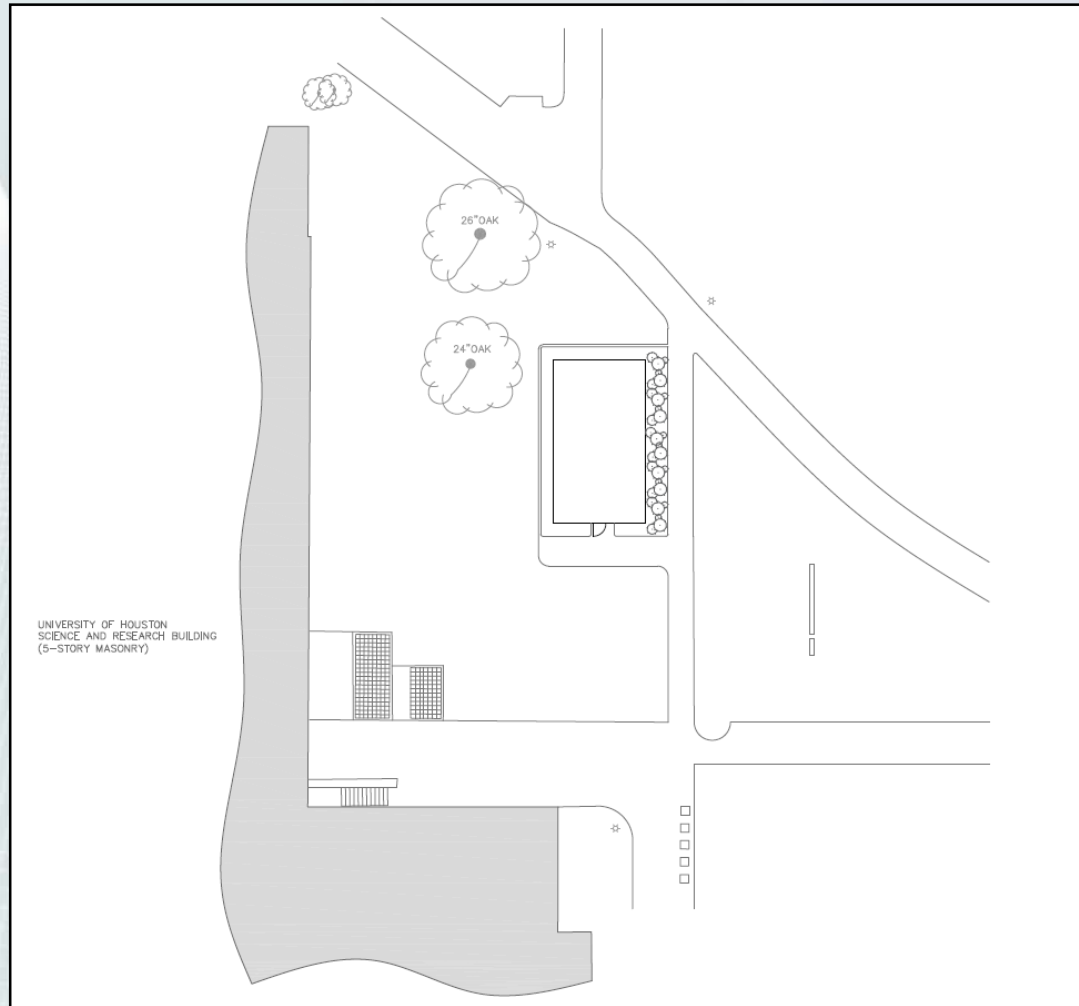 26"OAK
24"OAK
UNIVERSITY OF HOUSTON
SCIENCE AND RESEARCH BUILDING
(5-STORY MASONRY)